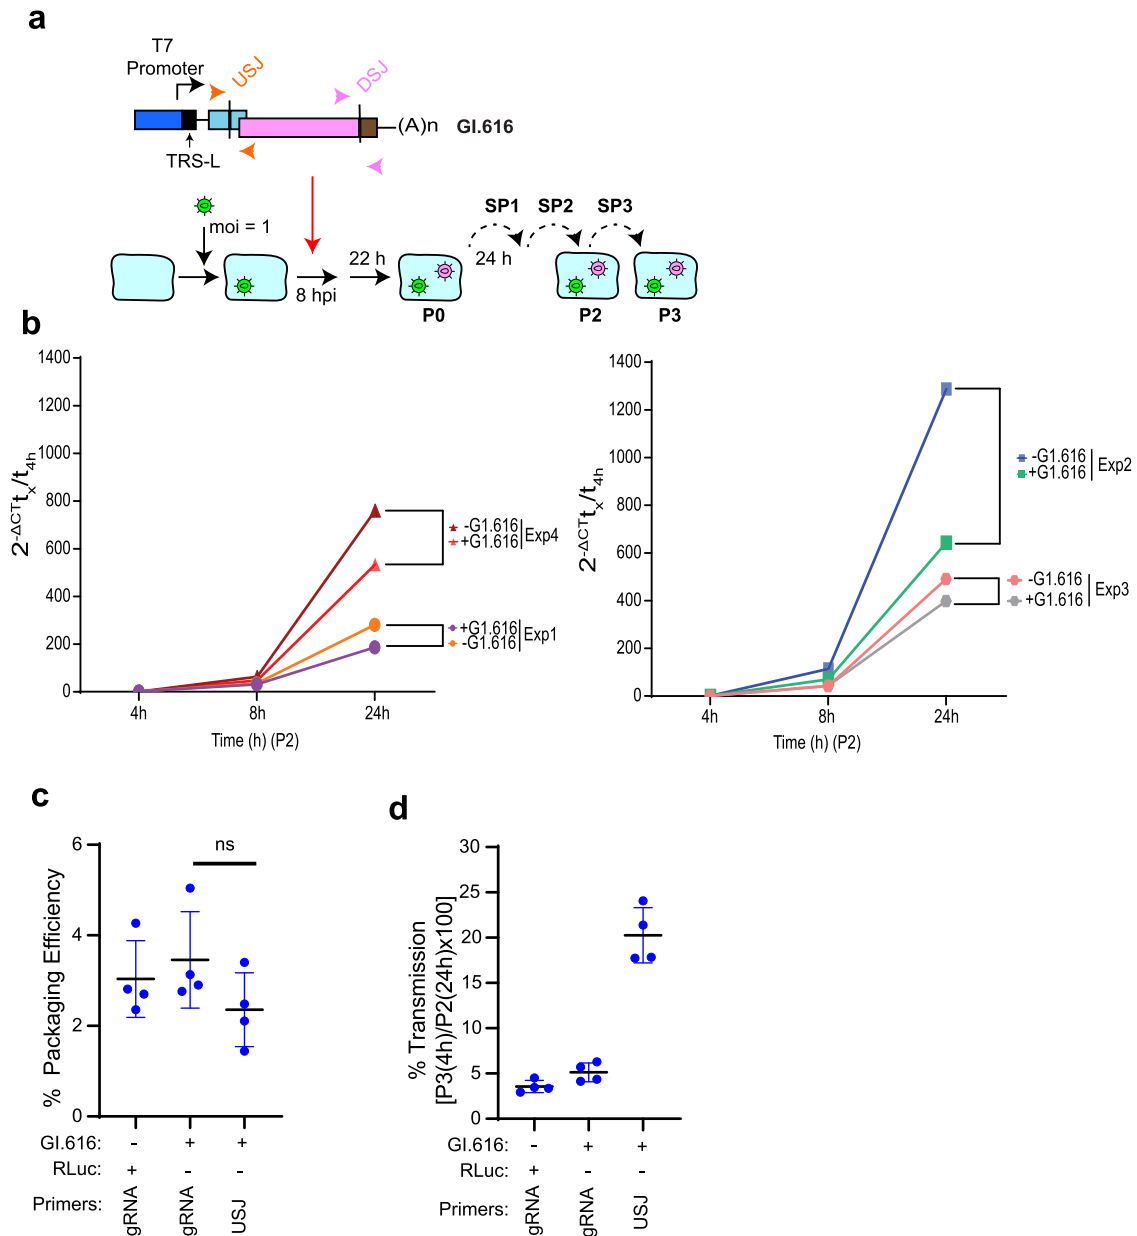 a
T7
Promoter
USJ
DSJ
(A)n
GI.616
TRS-L
moi = 1
SP1
SP2
SP3
22 h
24 h
8 hpi
P0
P2
P3
b
1400
1200
1000
800
600
400
200
0
2-ΔCT tx/t4h
4h
8h
24h
Time (h) (P2)
-G1.616
+G1.616
Exp4
+G1.616
-G1.616
Exp1
1400
1200
1000
800
600
400
200
0
2-ΔCT tx/t4h
4h
8h
24h
Time (h) (P2)
-G1.616
+G1.616
Exp2
-G1.616
+G1.616
Exp3
c
6
4
2
0
% Packaging Efficiency
ns
GI.616: - + +
RLuc: + - -
Primers: gRNA gRNA USJ
d
30
25
20
15
10
5
0
% Transmission
[P3(4h)/P2(24h)x100]
GI.616: - + +
RLuc: + - -
Primers: gRNA gRNA USJ